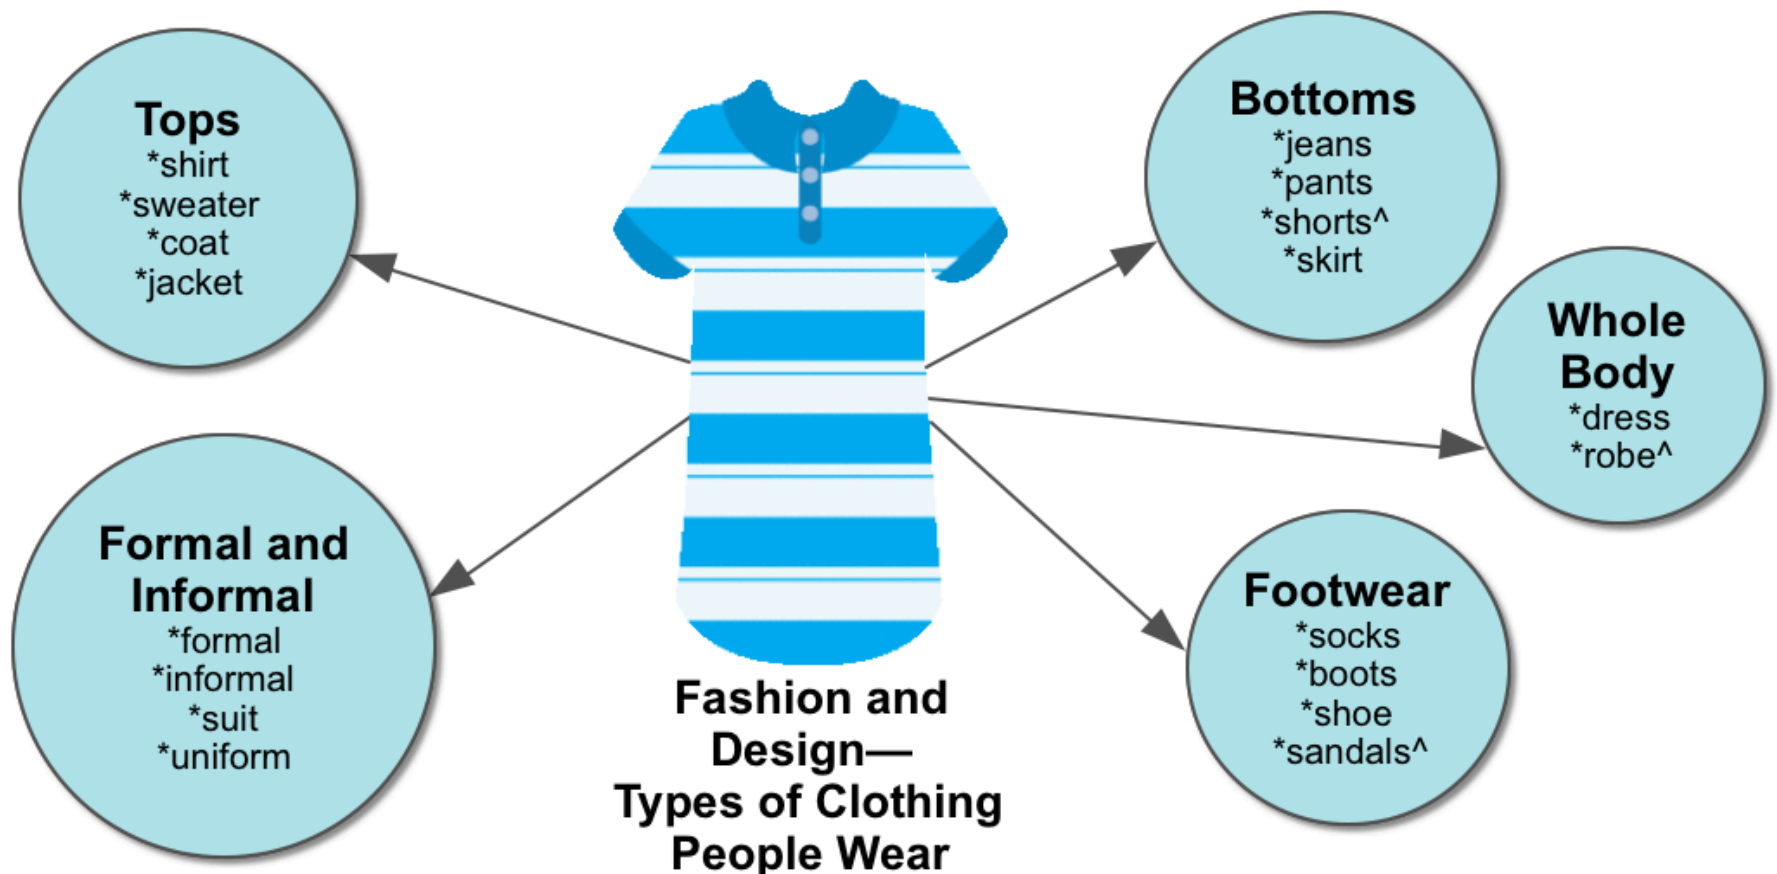 Tops
*shirt
*sweater
*coat
*jacket
Bottoms
*jeans
*pants
*shorts^
*skirt
Whole
Body
*dress
*robe^
Formal and
Informal
*formal
*informal
*suit
*uniform
Footwear
*socks
*boots
*shoe
*sandals^
Fashion and
Design—
Types of Clothing
People Wear